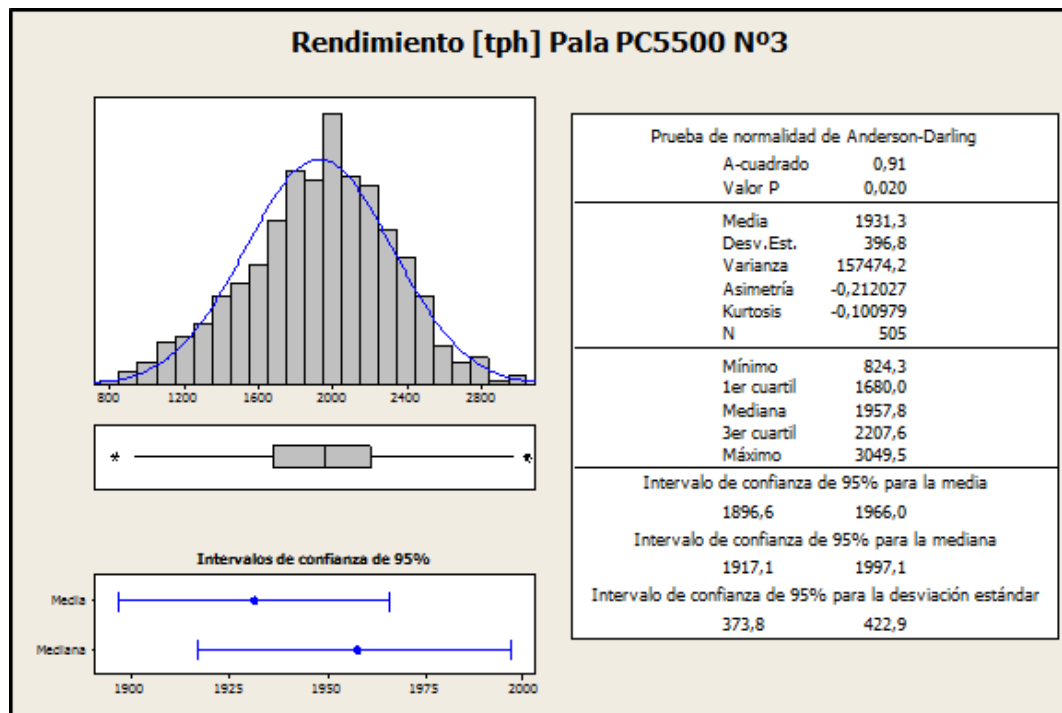 Rendimiento [tph] Pala PC5500 Nº3
800 1200 1600 2000 2400 2800
Intervalos de confianza de 95%
Media
Mediana
1900 1925 1950 1975 2000
Prueba de normalidad de Anderson-Darling
A-cuadrado 0,91
Valor P 0,020
Media 1931,3
Desv.Est. 396,8
Varianza 157474,2
Asimetría -0,212027
Kurtosis -0,100979
N 505
Mínimo 824,3
1er cuartil 1680,0
Mediana 1957,8
3er cuartil 2207,6
Máximo 3049,5
Intervalo de confianza de 95% para la media
1896,6 1966,0
Intervalo de confianza de 95% para la mediana
1917,1 1997,1
Intervalo de confianza de 95% para la desviación estándar
373,8 422,9